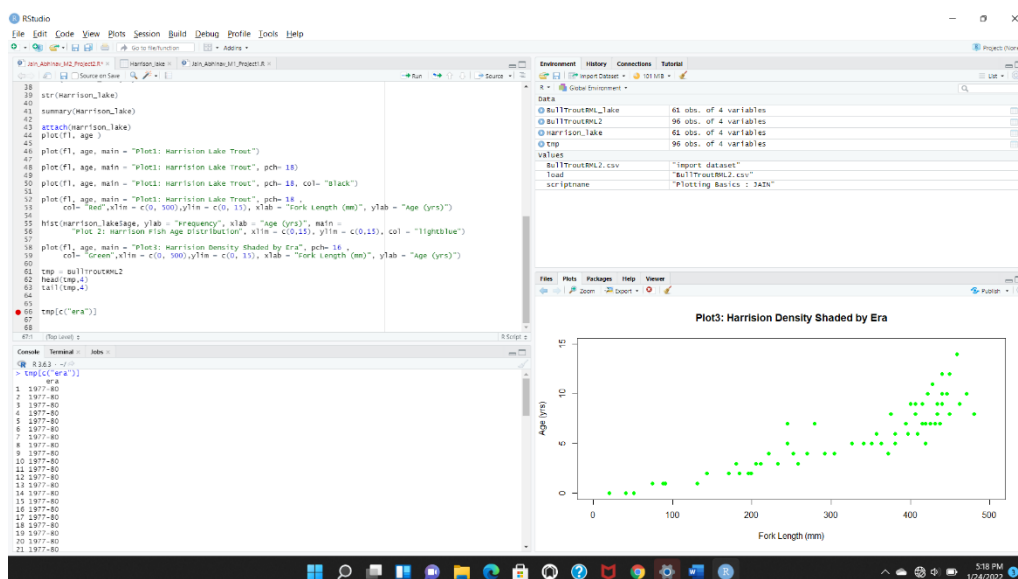 RStudio
File Edit Code View Plots Session Build Debug Profile Tools Help
Go to file/function Addins
Project: (None)
Jain_Abhinav_M2_Project2.R* Harrison_lake Jain_Abhinav_M1_Project1.R
Source on Save Run Source
38
39 str(Harrison_lake)
40
41 summary(Harrison_lake)
42
43 attach(Harrison_lake)
44 plot(fl, age )
45
46 plot(fl, age, main = "Plot1: Harrision Lake Trout")
47
48 plot(fl, age, main = "Plot1: Harrision Lake Trout", pch= 18)
49
50 plot(fl, age, main = "Plot1: Harrision Lake Trout", pch= 18, col= "Black")
51
52 plot(fl, age, main = "Plot1: Harrision Lake Trout", pch= 18 ,
53 col= "Red",xlim = c(0, 500),ylim = c(0, 15), xlab = "Fork Length (mm)", ylab = "Age (yrs)")
54
55 hist(Harrison_lake$age, ylab = "Frequency", xlab = "Age (yrs)", main =
56 "Plot 2: Harrison Fish Age Distribution", xlim = c(0,15), ylim = c(0,15), col = "lightblue")
57
58 plot(fl, age, main = "Plot3: Harrision Density Shaded by Era", pch= 16 ,
59 col= "Green",xlim = c(0, 500),ylim = c(0, 15), xlab = "Fork Length (mm)", ylab = "Age (yrs)")
60
61 tmp = BullTroutRML2
62 head(tmp,4)
63 tail(tmp,4)
64
65
66 tmp[c("era")]
67
68
67:1 (Top Level) R Script
Console Terminal Jobs
R 3.6.3 · ~/
> tmp[c("era")]
era
1 1977-80
2 1977-80
3 1977-80
4 1977-80
5 1977-80
6 1977-80
7 1977-80
8 1977-80
9 1977-80
10 1977-80
11 1977-80
12 1977-80
13 1977-80
14 1977-80
15 1977-80
16 1977-80
17 1977-80
18 1977-80
19 1977-80
20 1977-80
21 1977-80
Environment History Connections Tutorial
Import Dataset 101 MiB List
R Global Environment
Data
BullTroutRML_lake 61 obs. of 4 variables
BullTroutRML2 96 obs. of 4 variables
Harrison_lake 61 obs. of 4 variables
tmp 96 obs. of 4 variables
values
BullTroutRML2.csv "import dataset"
load "BullTroutRML2.csv"
scriptname "Plotting Basics : JAIN"
Files Plots Packages Help Viewer
Zoom Export Publish
Plot3: Harrision Density Shaded by Era
Age (yrs)
15
10
5
0
0 100 200 300 400 500
Fork Length (mm)
5:18 PM
1/24/2022